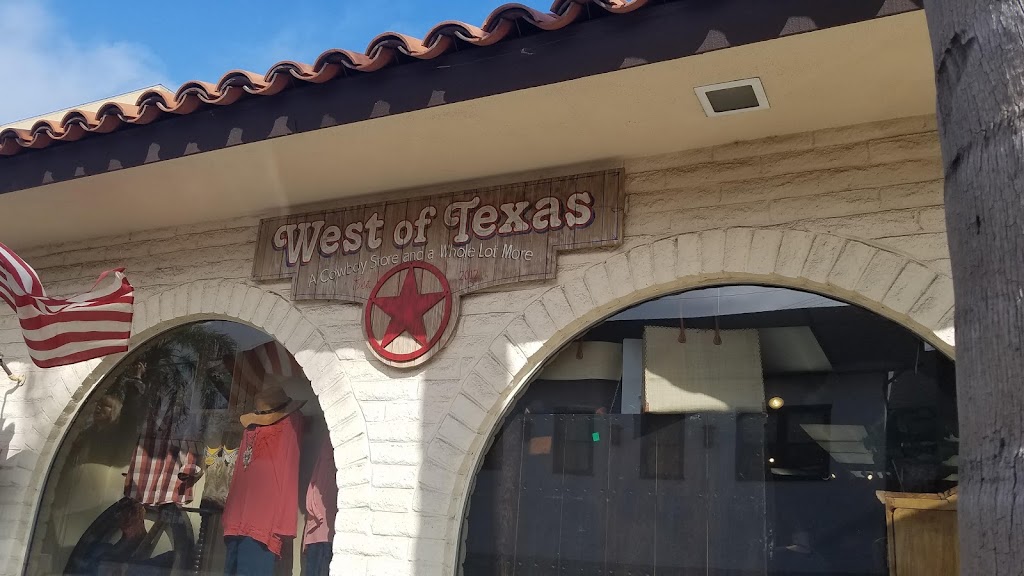 West of Texas
A Cowboy Store and a Whole Lot More